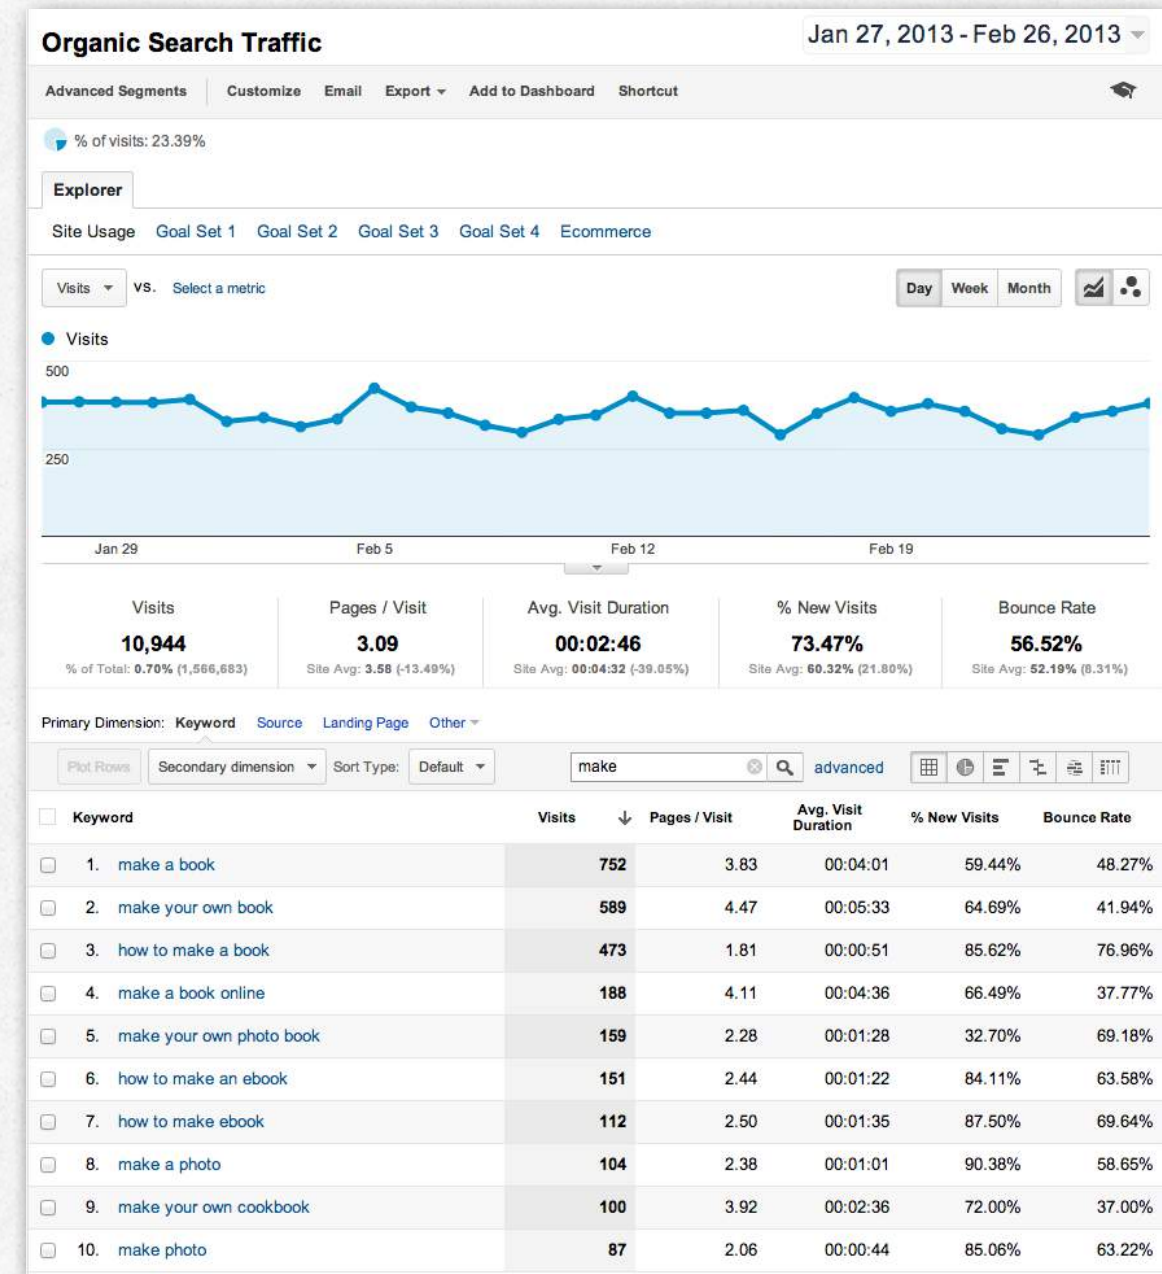 Organic Search Traffic
Jan 27, 2013 - Feb 26, 2013
Advanced Segments Customize Email Export Add to Dashboard Shortcut
% of visits: 23.39%
Explorer
Site Usage Goal Set 1 Goal Set 2 Goal Set 3 Goal Set 4 Ecommerce
Visits VS. Select a metric Day Week Month
Visits
500
250
Jan 29 Feb 5 Feb 12 Feb 19
Visits Pages / Visit Avg. Visit Duration % New Visits Bounce Rate
10,944 3.09 00:02:46 73.47% 56.52%
% of Total: 0.70% (1,566,683) Site Avg: 3.58 (-13.49%) Site Avg: 00:04:32 (-39.05%) Site Avg: 60.32% (21.80%) Site Avg: 52.19% (8.31%)
Primary Dimension: Keyword Source Landing Page Other
Plot Rows Secondary dimension Sort Type: Default make advanced
Keyword Visits Pages / Visit Avg. Visit Duration % New Visits Bounce Rate
1. make a book 752 3.83 00:04:01 59.44% 48.27%
2. make your own book 589 4.47 00:05:33 64.69% 41.94%
3. how to make a book 473 1.81 00:00:51 85.62% 76.96%
4. make a book online 188 4.11 00:04:36 66.49% 37.77%
5. make your own photo book 159 2.28 00:01:28 32.70% 69.18%
6. how to make an ebook 151 2.44 00:01:22 84.11% 63.58%
7. how to make ebook 112 2.50 00:01:35 87.50% 69.64%
8. make a photo 104 2.38 00:01:01 90.38% 58.65%
9. make your own cookbook 100 3.92 00:02:36 72.00% 37.00%
10. make photo 87 2.06 00:00:44 85.06% 63.22%